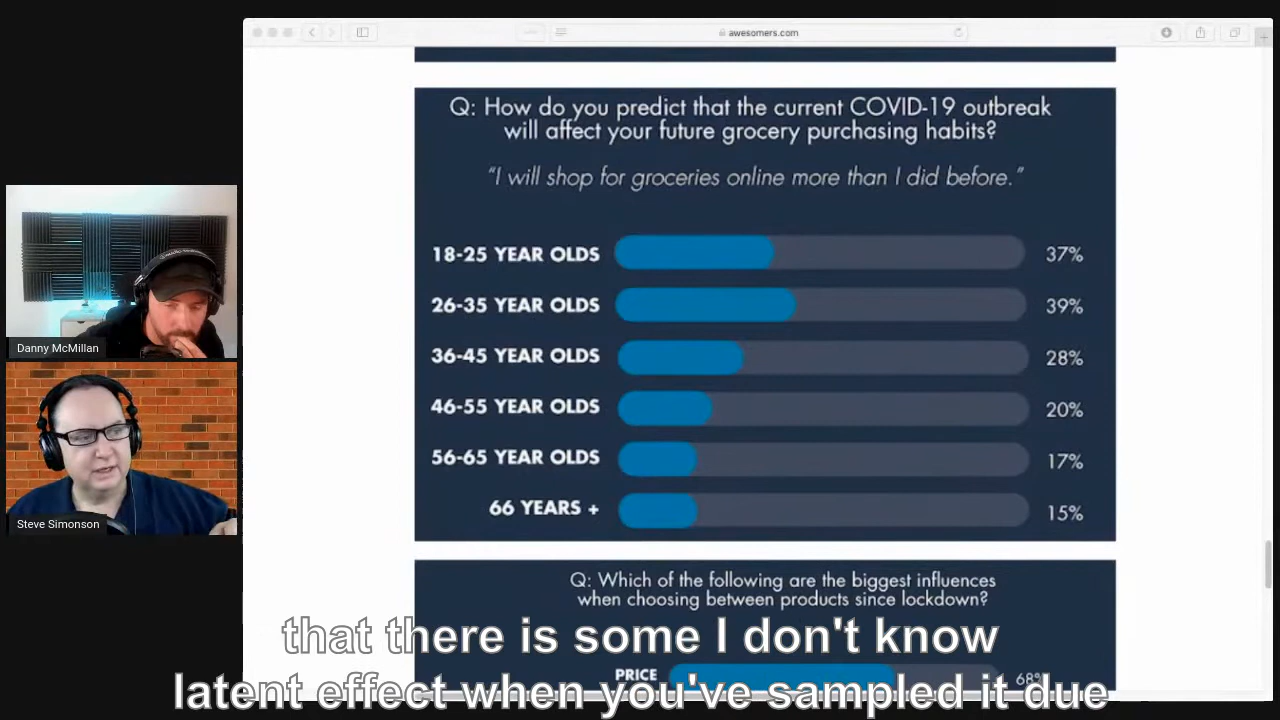 awesomers.com
Q: How do you predict that the current COVID-19 outbreak
will affect your future grocery purchasing habits?
"I will shop for groceries online more than I did before."
18-25 YEAR OLDS 37%
26-35 YEAR OLDS 39%
36-45 YEAR OLDS 28%
46-55 YEAR OLDS 20%
56-65 YEAR OLDS 17%
66 YEARS + 15%
Danny McMillan
Steve Simonson
Q: Which of the following are the biggest influences
when choosing between products since lockdown?
PRICE 68%
that there is some I don't know
latent effect when you've sampled it due